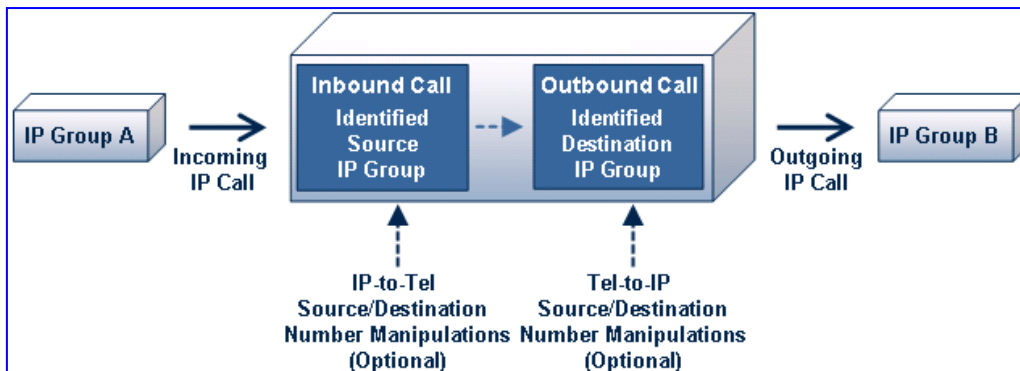 IP Group A
Incoming
IP Call
Inbound Call
Identified
Source
IP Group
Outbound Call
Identified
Destination
IP Group
Outgoing
IP Call
IP Group B
IP-to-Tel
Source/Destination
Number Manipulations
(Optional)
Tel-to-IP
Source/Destination
Number Manipulations
(Optional)